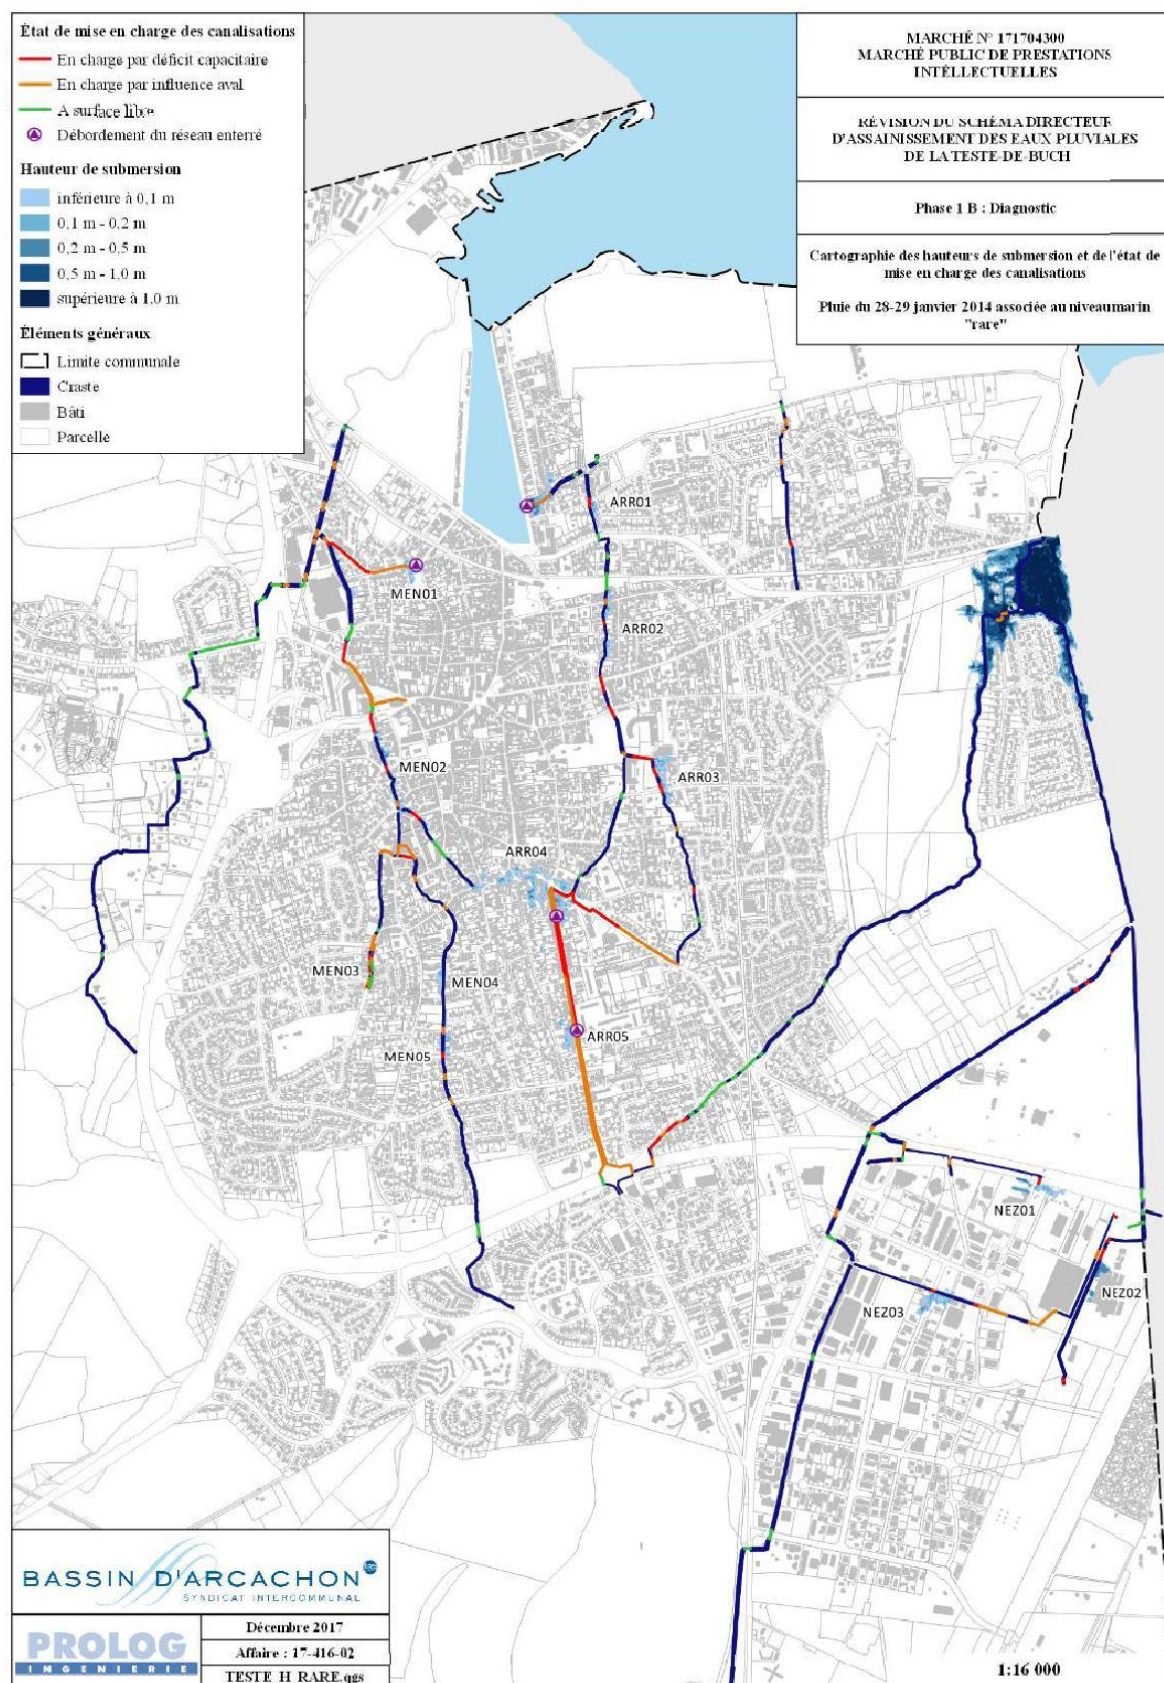 État de mise en charge des canalisations
En charge par déficit capacitaire
En charge par influence aval
A surface libre
Débordement du réseau enterré
Hauteur de submersion
inférieure à 0,1 m
0,1 m - 0,2 m
0,2 m - 0,5 m
0,5 m - 1,0 m
supérieure à 1,0 m
Éléments généraux
Limite communale
Craste
Bâti
Parcelle
MARCHÉ N° 171704300
MARCHÉ PUBLIC DE PRESTATIONS
INTÉLLECTUELLES
RÉVISION DU SCHÉMA DIRECTEUR
D'ASSAINISSEMENT DES EAUX PLUVIALES
DE LA TESTE-DE-BUCH
Phase 1 B : Diagnostic
Cartographie des hauteurs de submersion et de l'état de
mise en charge des canalisations
Pluie du 28-29 janvier 2014 associée au niveau marin
"rare"
ARR01
MEN01
ARR02
MEN02
ARR03
ARR04
MEN03
MEN04
ARR05
MEN05
NEZ01
NEZ02
NEZ03
BASSIN D'ARCACHON
SYNDICAT INTERCOMMUNAL
PROLOG
INGENIERIE
Décembre 2017
Affaire : 17-416-02
TESTE_H_RARE.qgs
1:16 000